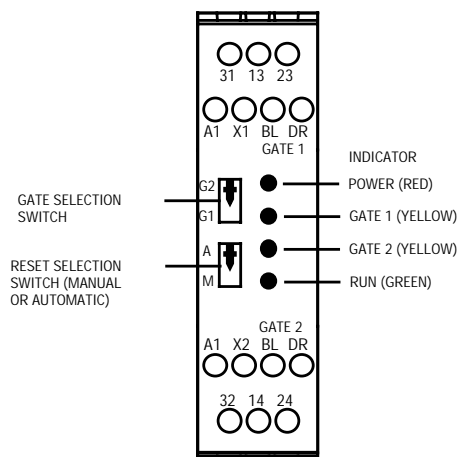 31 13 23
A1 X1 BL DR
GATE 1
INDICATOR
G2
POWER (RED)
GATE SELECTION
SWITCH
G1
GATE 1 (YELLOW)
A
GATE 2 (YELLOW)
RESET SELECTION
SWITCH (MANUAL
OR AUTOMATIC)
M
RUN (GREEN)
GATE 2
A1 X2 BL DR
32 14 24